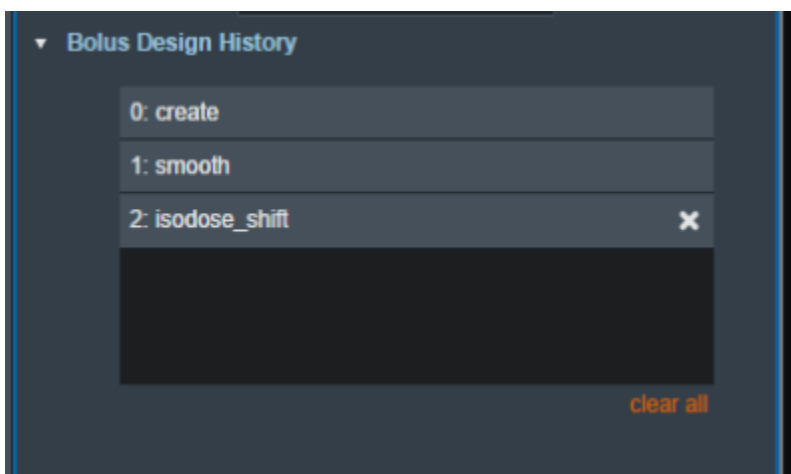 Bolus Design History
0: create
1: smooth
2: isodose_shift
clear all